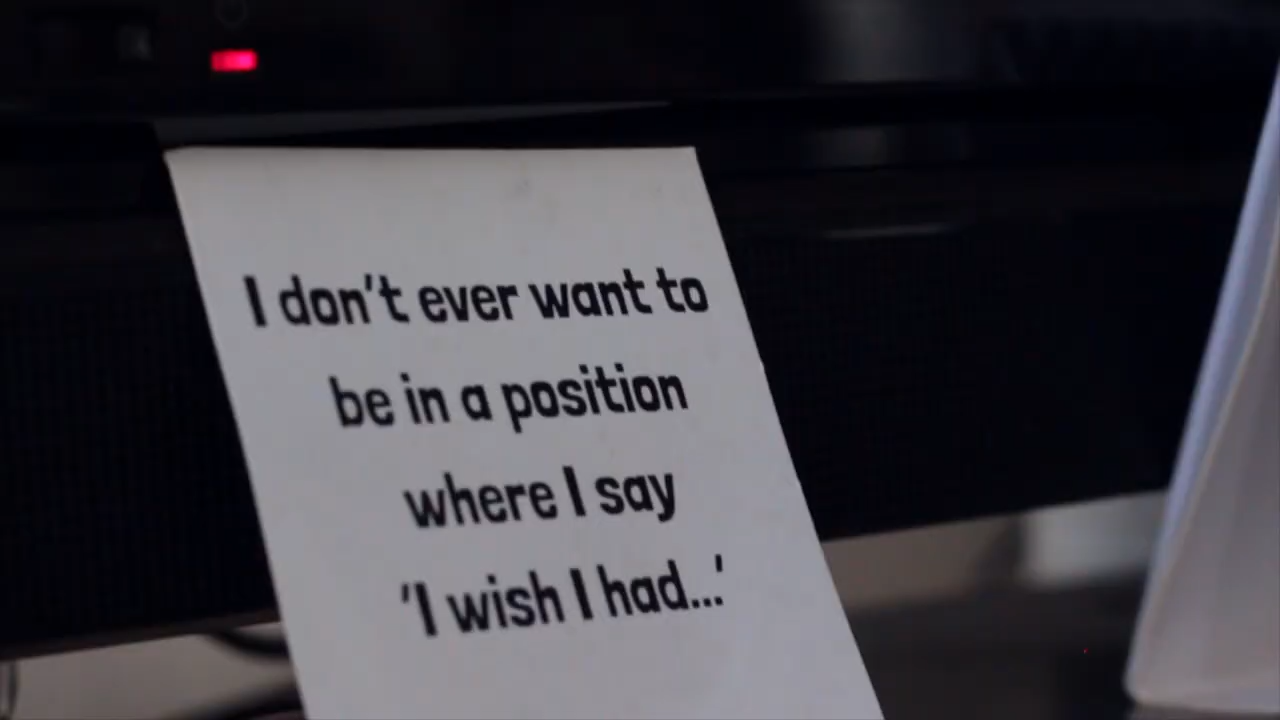 I don't ever want to
be in a position
where I say
'I wish I had...'